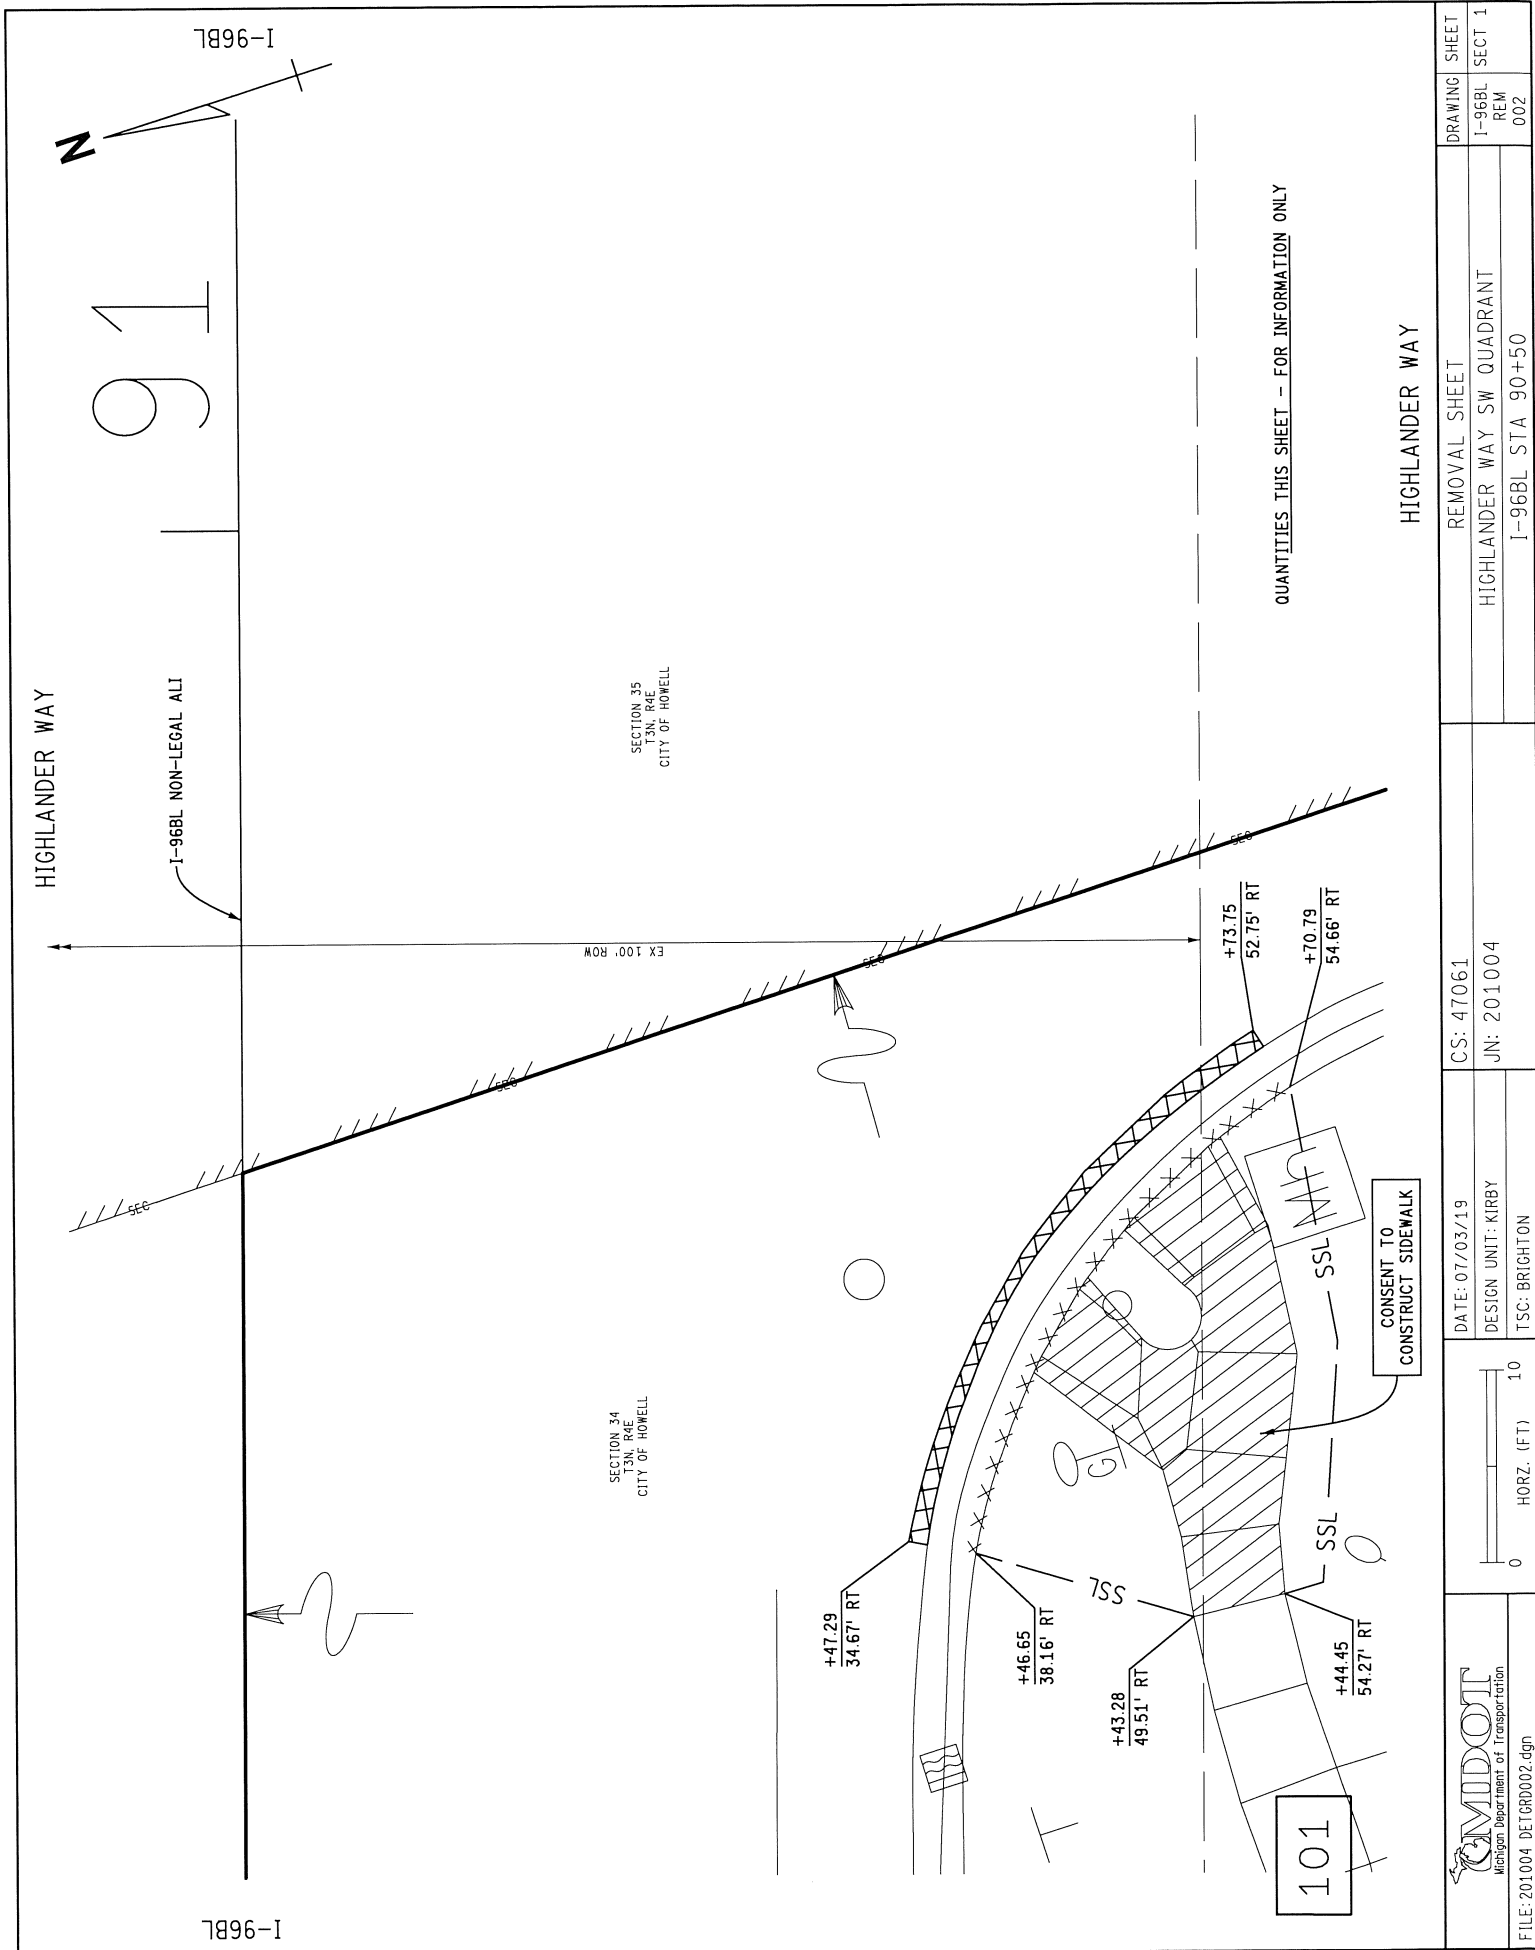 HIGHLANDER WAY
I-96BL
I-96BL
N
91
I-96BL NON-LEGAL ALI
SEC
SEC
SEC
SEC
EX 100' ROW
SECTION 34
T3N, R4E
CITY OF HOWELL
SECTION 35
T3N, R4E
CITY OF HOWELL
+47.29
34.67' RT
+46.65
38.16' RT
+43.28
49.51' RT
+44.45
54.27' RT
+73.75
52.75' RT
+70.79
54.66' RT
SSL
SSL
SSL
G
T
MH
CONSENT TO
CONSTRUCT SIDEWALK
101
QUANTITIES THIS SHEET - FOR INFORMATION ONLY
HIGHLANDER WAY
MDOT
Michigan Department of Transportation
FILE: 201004 DETGRD002.dgn
0
10
HORZ. (FT)
DATE: 07/03/19
DESIGN UNIT: KIRBY
TSC: BRIGHTON
CS: 47061
JN: 201004
REMOVAL SHEET
HIGHLANDER WAY SW QUADRANT
I-96BL STA 90+50
DRAWING
I-96BL
REM
002
SHEET
SECT 1